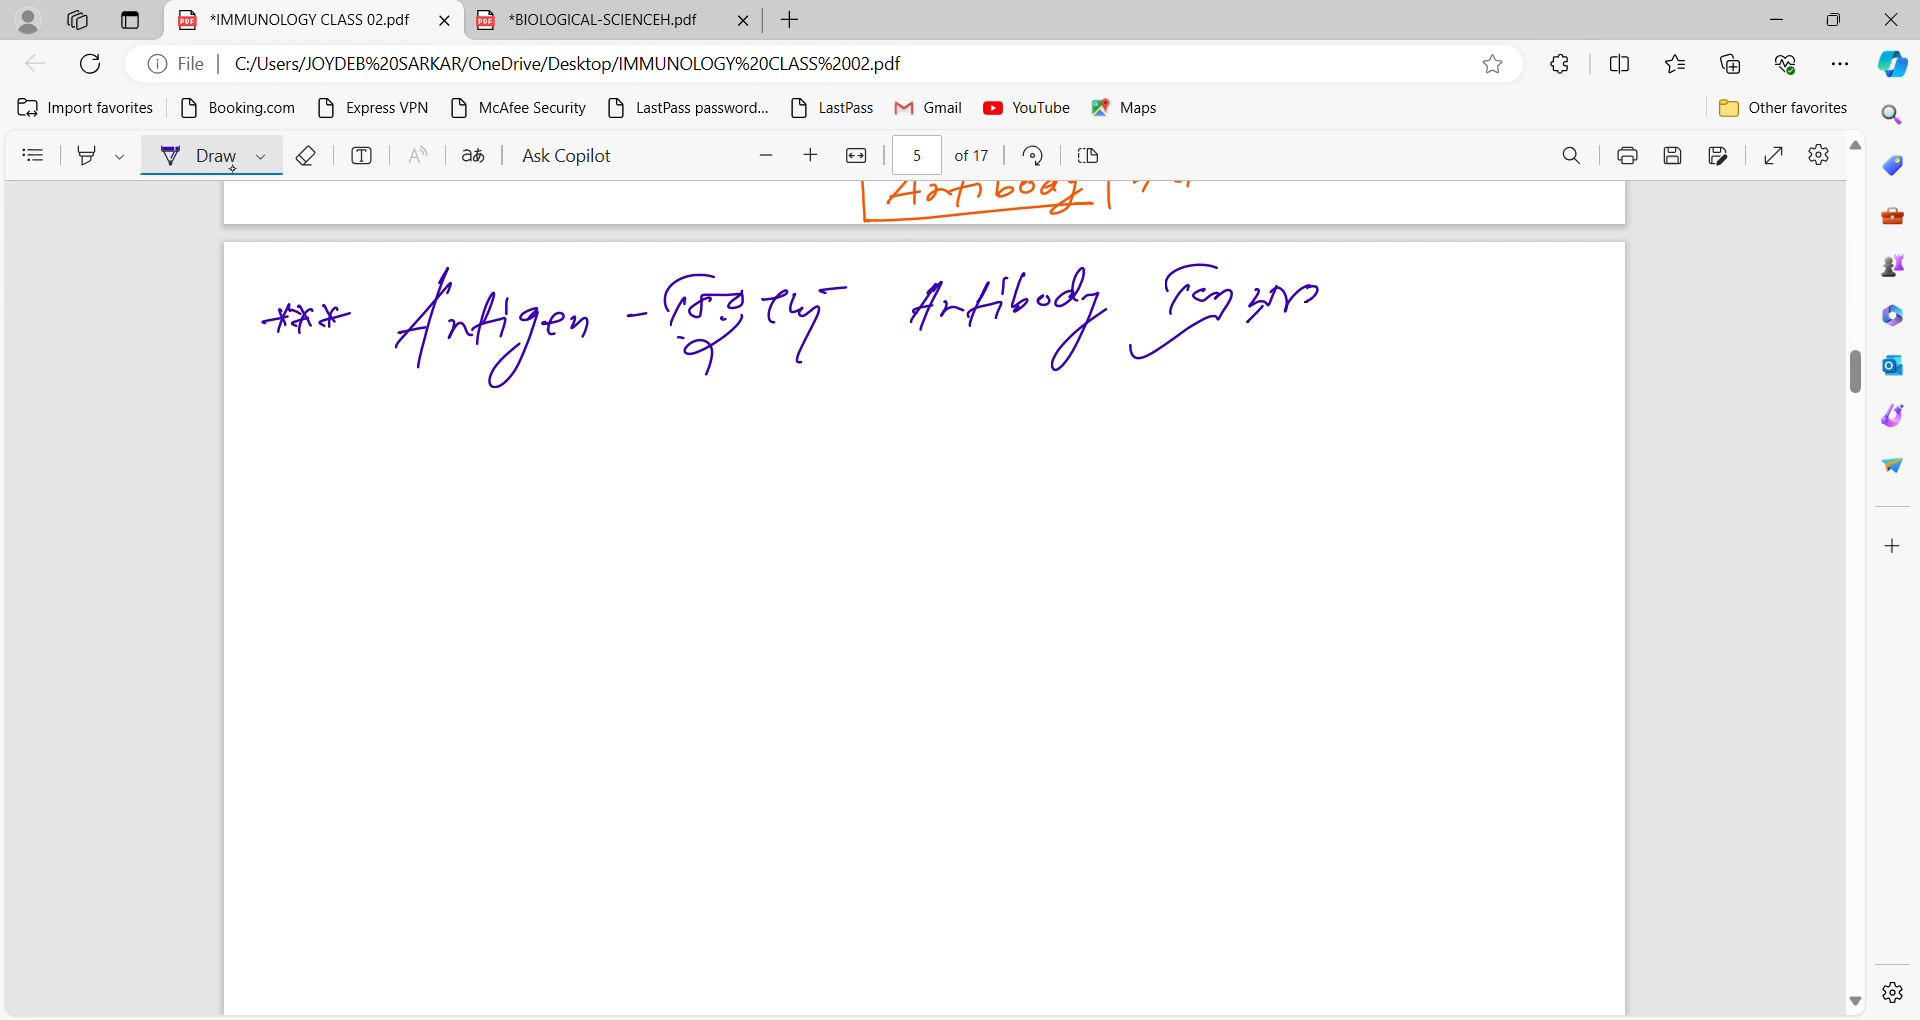 *IMMUNOLOGY CLASS 02.pdf
*BIOLOGICAL-SCIENCEH.pdf
File C:/Users/JOYDEB%20SARKAR/OneDrive/Desktop/IMMUNOLOGY%20CLASS%2002.pdf
Import favorites Booking.com Express VPN McAfee Security LastPass password... LastPass Gmail YouTube Maps Other favorites
Draw Ask Copilot 5 of 17
Antibody
*** Antigen - Antibody